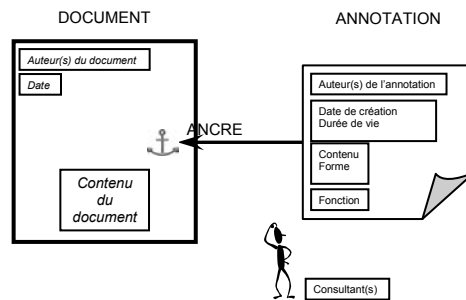 DOCUMENT
Auteur(s) du document
Date
ANCRE
Contenu
du
document
ANNOTATION
Auteur(s) de l'annotation
Date de création
Durée de vie
Contenu
Forme
Fonction
Consultant(s)